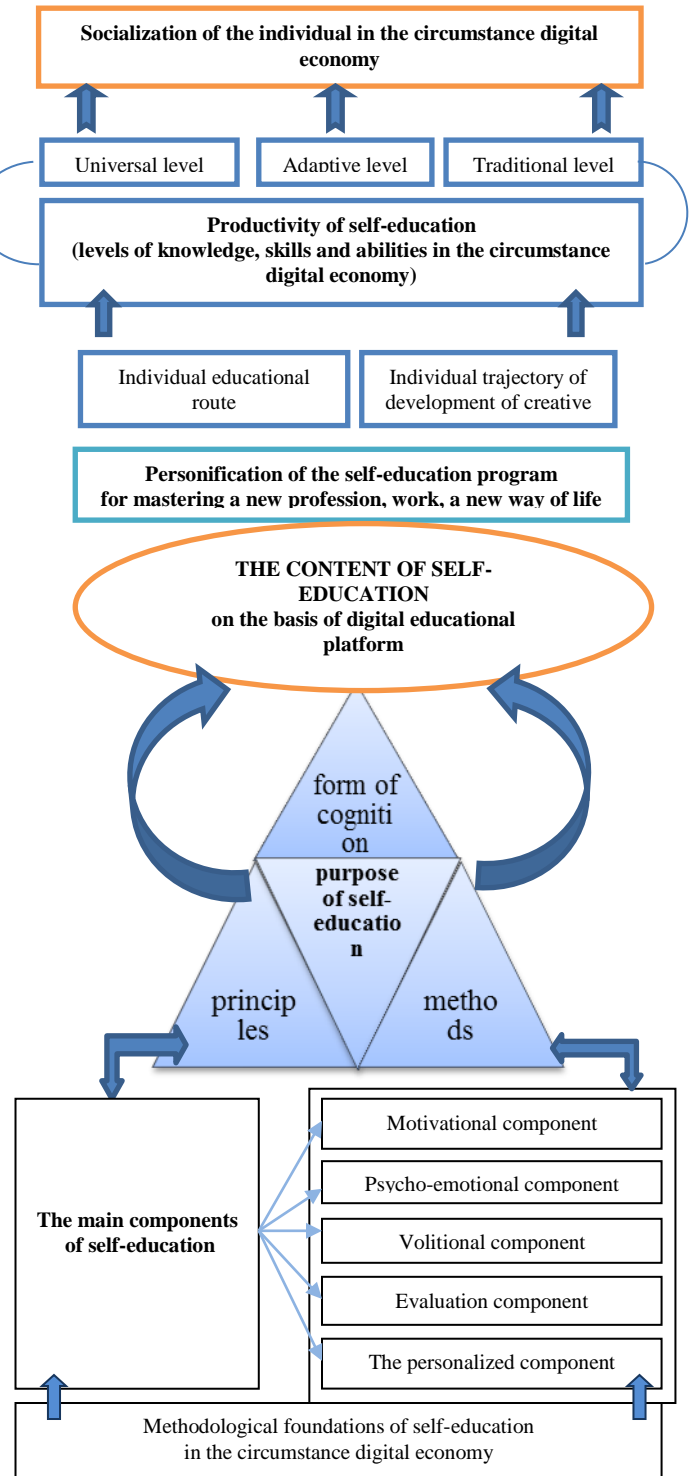 Socialization of the individual in the circumstance digital
economy
Universal level
Adaptive level
Traditional level
Productivity of self-education
(levels of knowledge, skills and abilities in the circumstance
digital economy)
Individual educational
route
Individual trajectory of
development of creative
Personification of the self-education program
for mastering a new profession, work, a new way of life
THE CONTENT OF SELF-
EDUCATION
on the basis of digital educational
platform
form of
cogniti
on
purpose
of self-
educatio
n
princip
les
metho
ds
The main components
of self-education
Motivational component
Psycho-emotional component
Volitional component
Evaluation component
The personalized component
Methodological foundations of self-education
in the circumstance digital economy